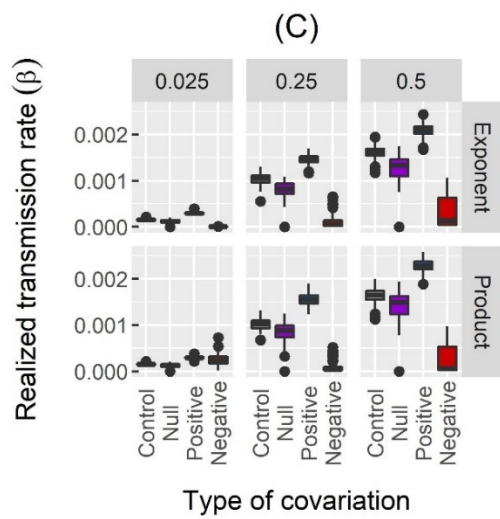 (C)
0.025 0.25 0.5
Realized transmission rate (β)
0.002
0.001
0.000
Exponent
0.002
0.001
0.000
Product
Control Null Positive Negative Control Null Positive Negative Control Null Positive Negative
Type of covariation